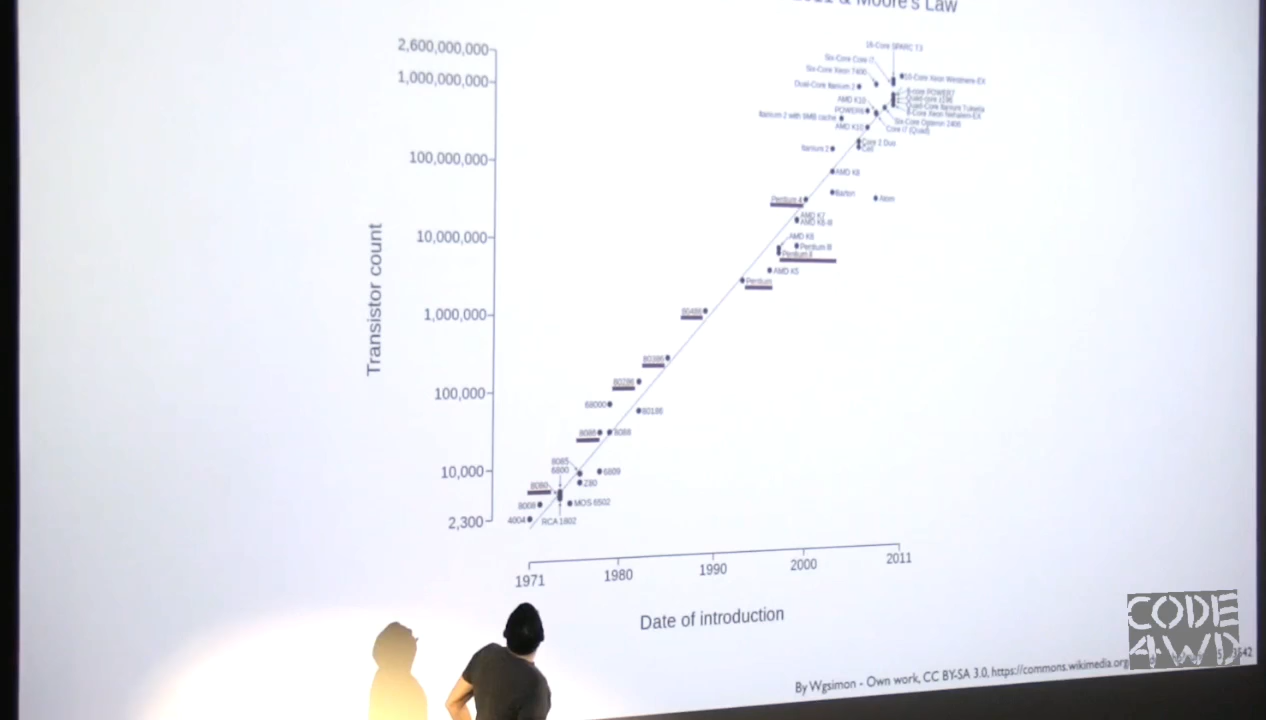 & Moore's Law
2,600,000,000
1,000,000,000
100,000,000
10,000,000
1,000,000
100,000
10,000
2,300
Transistor count
16-Core SPARC T3
Six-Core Core i7
Six-Core Xeon 7400
10-Core Xeon Westmere-EX
Dual-Core Itanium 2
8-core POWER7
Quad-core z196
Quad-Core Itanium Tukwila
8-Core Xeon Nehalem-EX
AMD K10
POWER6
Itanium 2 with 9MB cache
Six-Core Opteron 2400
AMD K10
Core i7 (Quad)
Core 2 Duo
Itanium 2
Cell
AMD K8
Barton
Atom
Pentium 4
AMD K7
AMD K6-III
AMD K6
Pentium III
Pentium II
AMD K5
Pentium
80486
80386
80286
68000
80186
8086
8088
8085
6800
6809
Z80
8080
8008
MOS 6502
4004
RCA 1802
1971
1980
1990
2000
2011
Date of introduction
CODE
4WD
By Wgsimon - Own work, CC BY-SA 3.0, https://commons.wikimedia.org